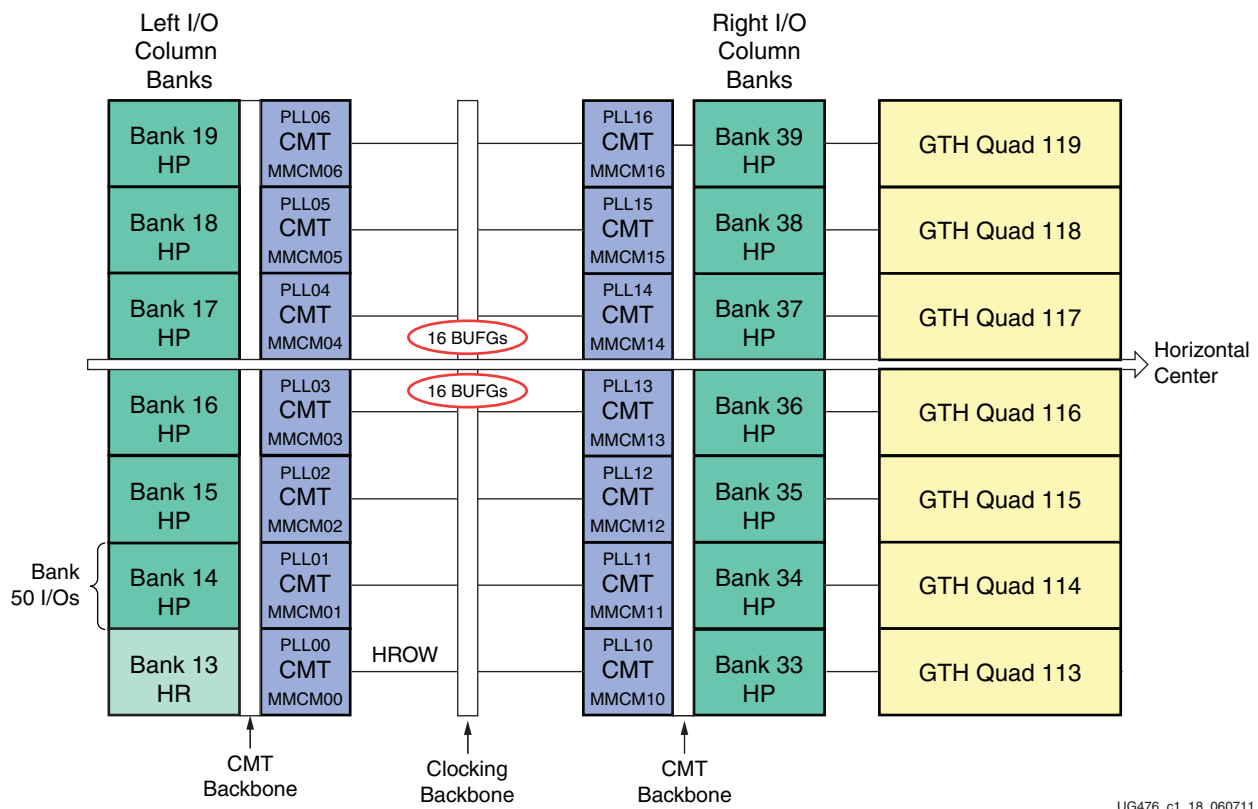 Left I/O
Column
Banks
Right I/O
Column
Banks
Bank 19
HP
PLL06
CMT
MMCM06
PLL16
CMT
MMCM16
Bank 39
HP
GTH Quad 119
Bank 18
HP
PLL05
CMT
MMCM05
PLL15
CMT
MMCM15
Bank 38
HP
GTH Quad 118
Bank 17
HP
PLL04
CMT
MMCM04
16 BUFGs
PLL14
CMT
MMCM14
Bank 37
HP
GTH Quad 117
Horizontal
Center
Bank 16
HP
PLL03
CMT
MMCM03
16 BUFGs
PLL13
CMT
MMCM13
Bank 36
HP
GTH Quad 116
Bank 15
HP
PLL02
CMT
MMCM02
PLL12
CMT
MMCM12
Bank 35
HP
GTH Quad 115
Bank
50 I/Os
Bank 14
HP
PLL01
CMT
MMCM01
PLL11
CMT
MMCM11
Bank 34
HP
GTH Quad 114
Bank 13
HR
PLL00
CMT
MMCM00
HROW
PLL10
CMT
MMCM10
Bank 33
HP
GTH Quad 113
CMT
Backbone
Clocking
Backbone
CMT
Backbone
UG476_c1_18_060711